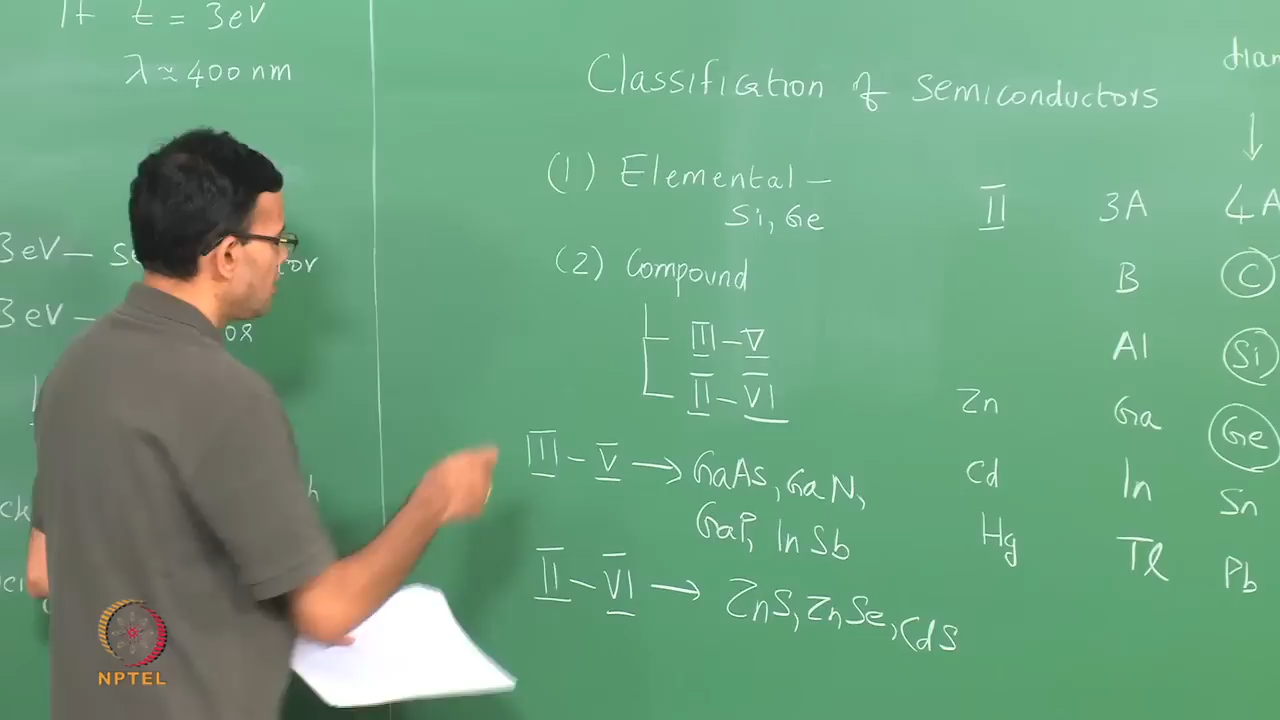 If t = 3eV
λ ≈ 400 nm
3eV —
3eV —
Classification of semiconductors
(1) Elemental —
Si, Ge
(2) Compound
III – V
II – VI
III – V → GaAs, GaN,
GaP, InSb
II – VI → ZnS, ZnSe, CdS
II 3A 4A
B C
Al Si
Zn Ga Ge
Cd In Sn
Hg Tl Pb
NPTEL